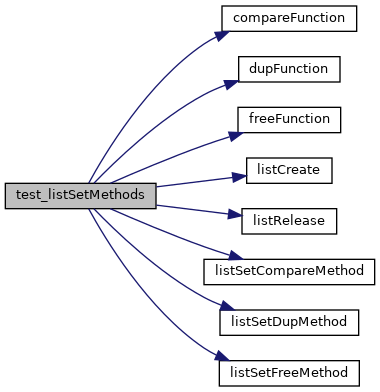 compareFunction
dupFunction
freeFunction
listCreate
test_listSetMethods
listRelease
listSetCompareMethod
listSetDupMethod
listSetFreeMethod